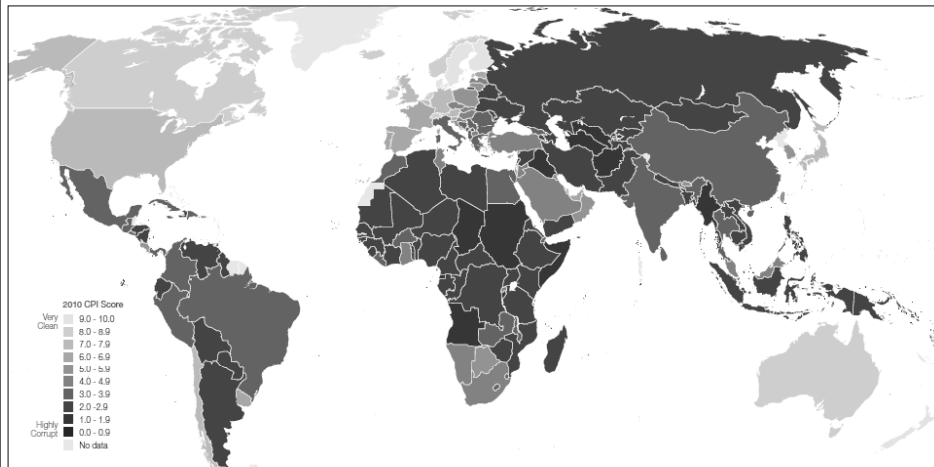 2010 CPI Score
Very
Clean
9.0 - 10.0
8.0 - 8.9
7.0 - 7.9
6.0 - 6.9
5.0 - 5.9
4.0 - 4.9
3.0 - 3.9
2.0 -2.9
1.0 - 1.9
Highly
Corrupt
0.0 - 0.9
No data